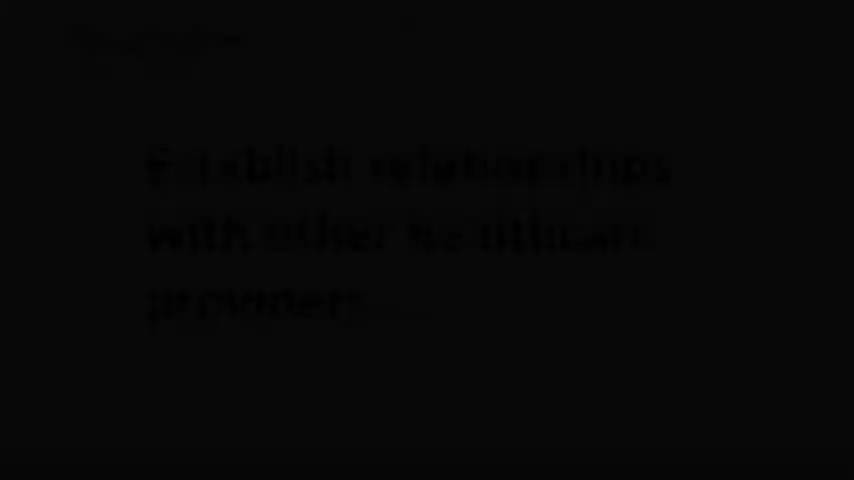 Establish relationships
with other healthcare
providers